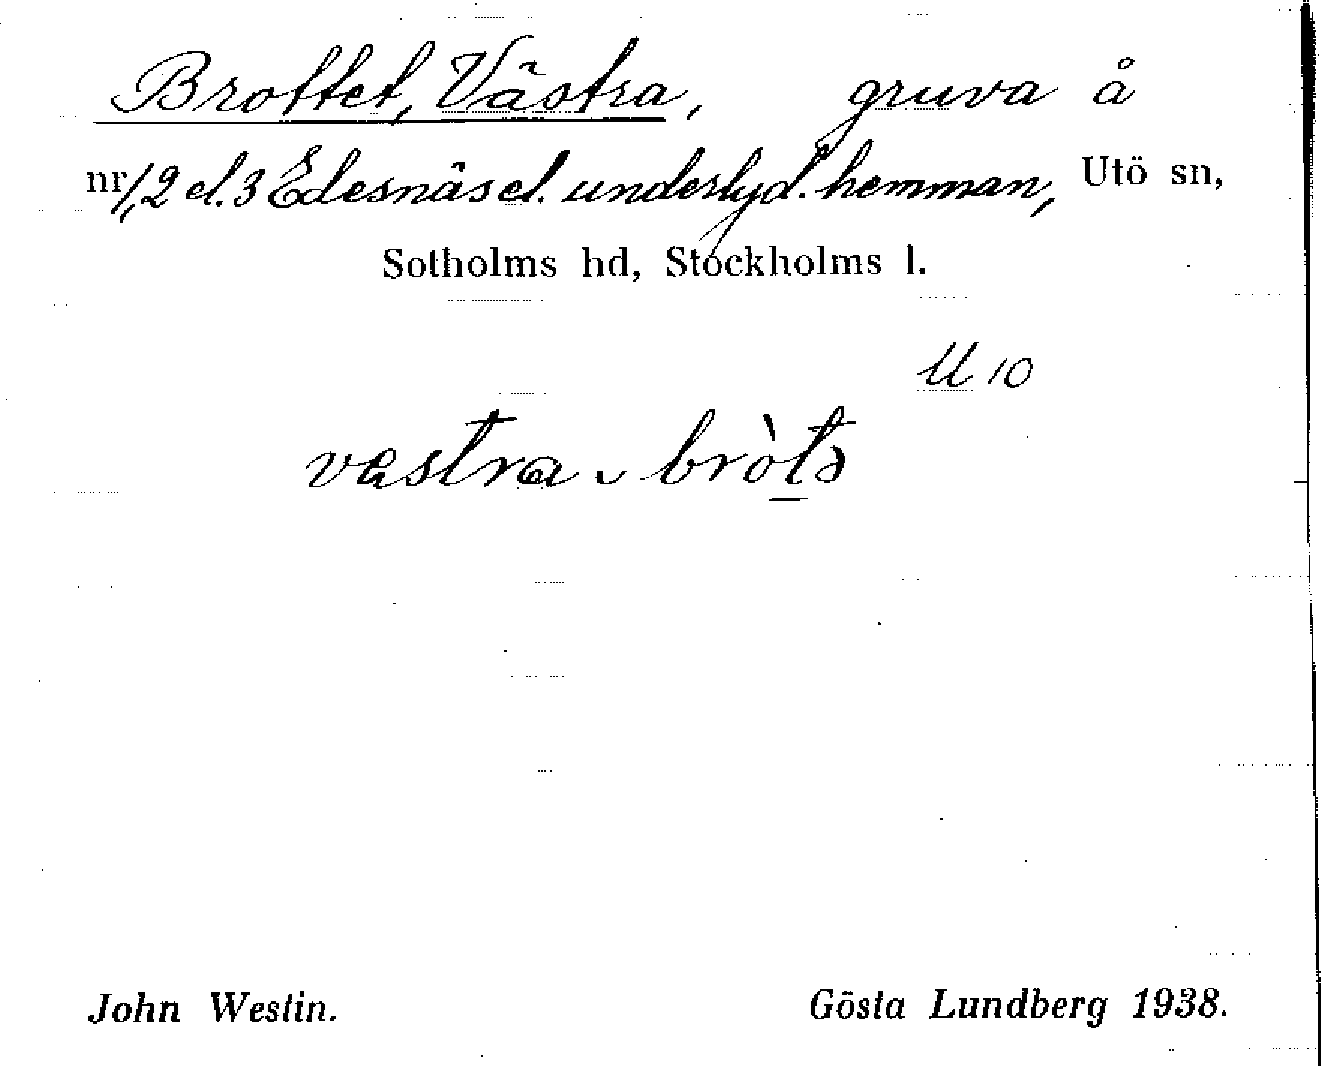 Brottet, Västra, gruva å
nr 1, 2 el. 3 Edesnäs el. underlyd. hemman, Utö sn,
Sotholms hd, Stockholms l.
U 10
vastra ᴗ bròtə
John Westin. Gösta Lundberg 1938.